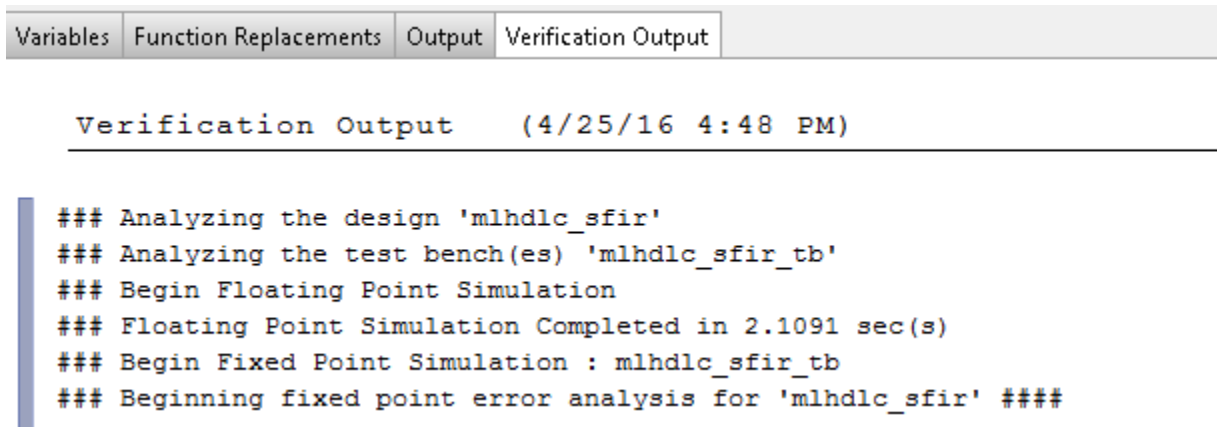 Variables Function Replacements Output Verification Output
Verification Output (4/25/16 4:48 PM)
### Analyzing the design 'mlhdlc_sfir'
### Analyzing the test bench(es) 'mlhdlc_sfir_tb'
### Begin Floating Point Simulation
### Floating Point Simulation Completed in 2.1091 sec(s)
### Begin Fixed Point Simulation : mlhdlc_sfir_tb
### Beginning fixed point error analysis for 'mlhdlc_sfir' ####